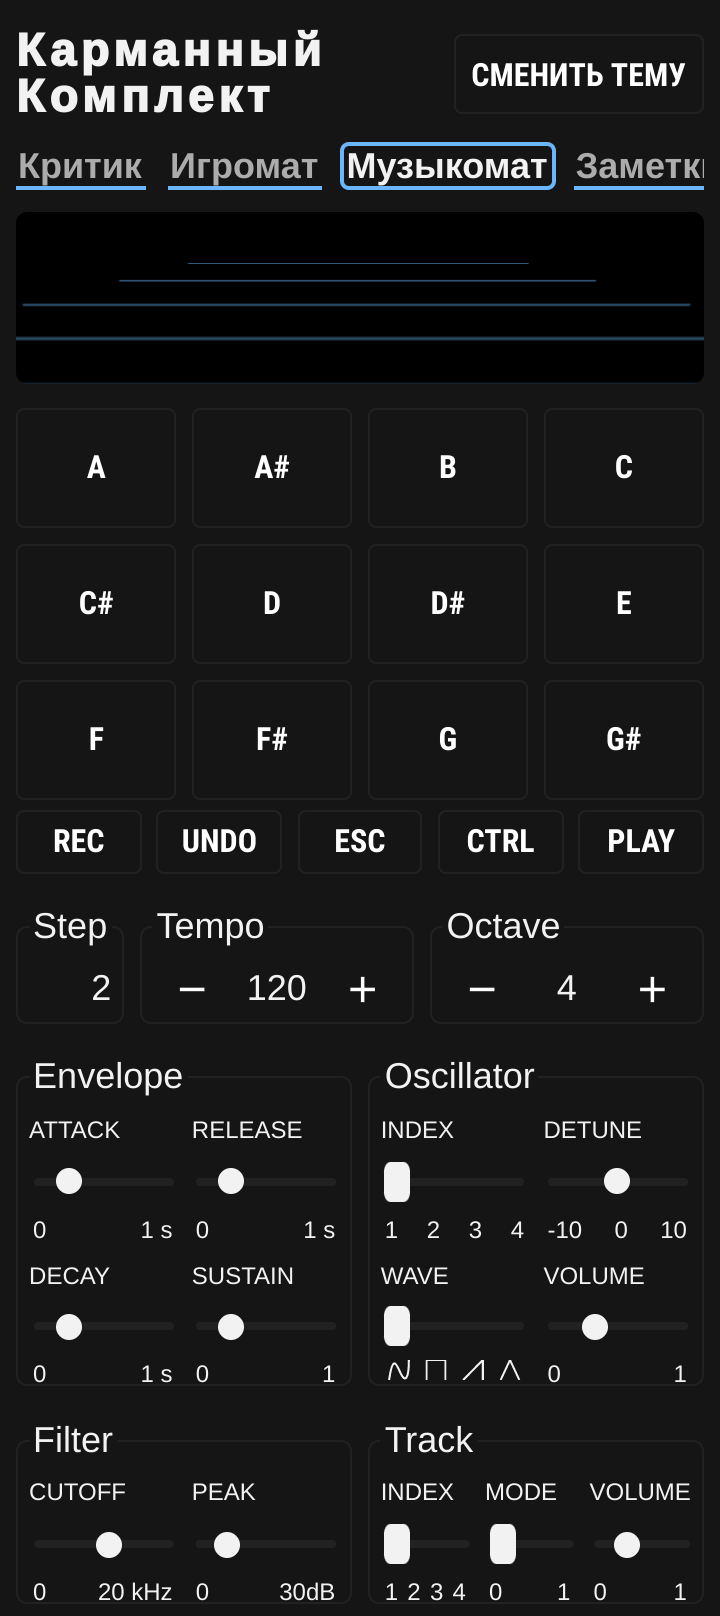 Карманный
Комплект
СМЕНИТЬ ТЕМУ
Критик Игромат Музыкомат
A A# B C
C# D D# E
F F# G G#
REC UNDO ESC CTRL PLAY
Step Tempo Octave
2 − 120 + − 4 +
Envelope Oscillator
ATTACK RELEASE INDEX DETUNE
0 1 s 0 1 s 1 2 3 4 -10 0 10
DECAY SUSTAIN WAVE VOLUME
0 1 s 0 1 0 1
Filter Track
CUTOFF PEAK INDEX MODE VOLUME
0 20 kHz 0 30dB 1 2 3 4 0 1 0 1